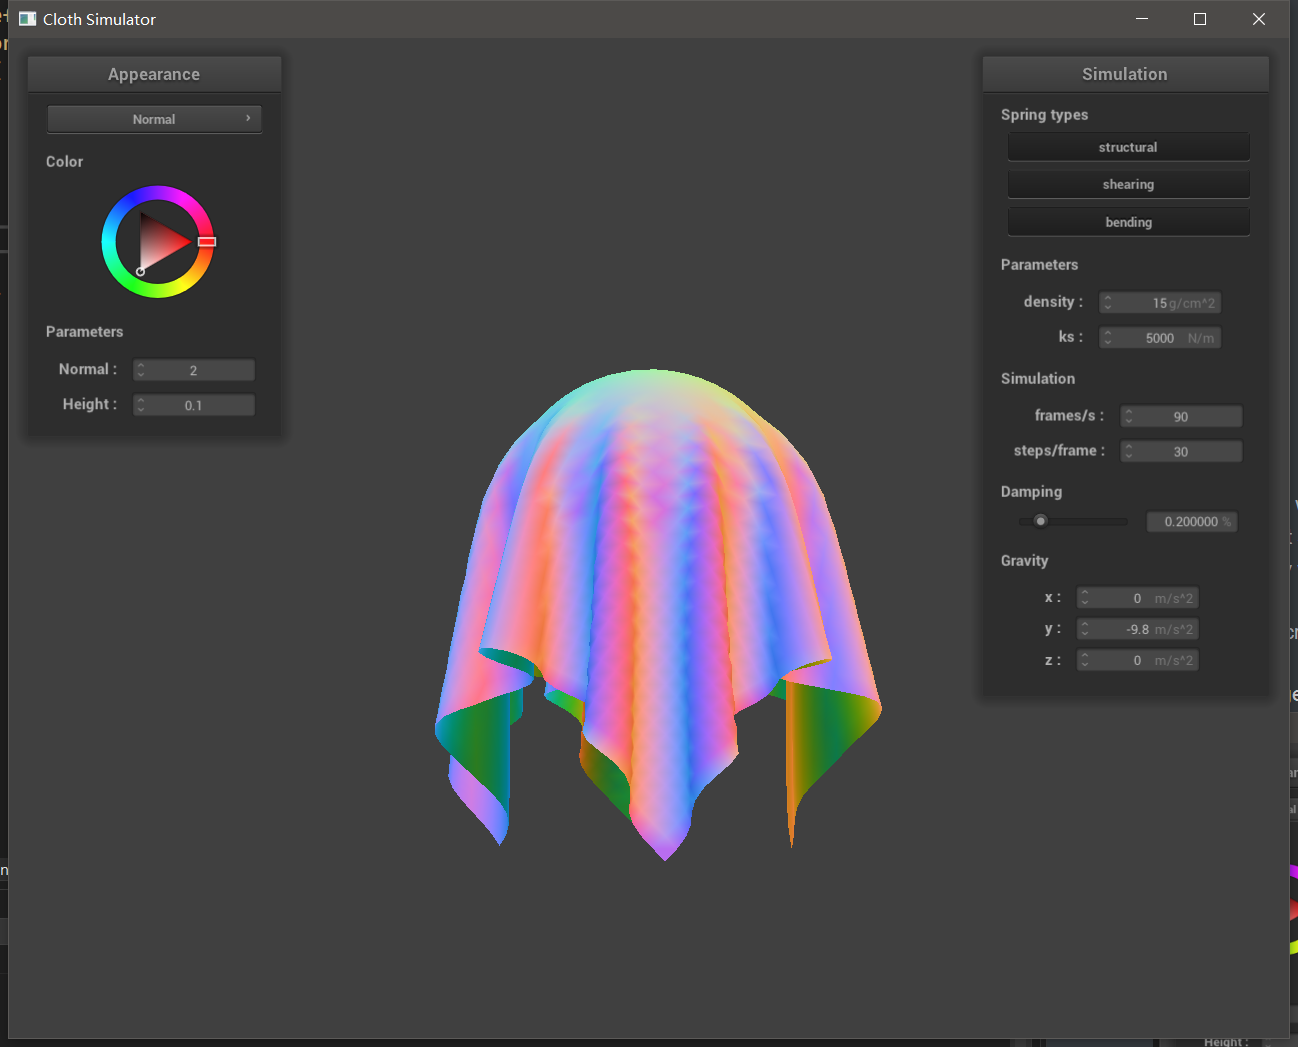 Cloth Simulator
Appearance
Normal
Color
Parameters
Normal : 2
Height : 0.1
Simulation
Spring types
structural
shearing
bending
Parameters
density : 15 g/cm^2
ks : 5000 N/m
Simulation
frames/s : 90
steps/frame : 30
Damping
0.200000 %
Gravity
x : 0 m/s^2
y : -9.8 m/s^2
z : 0 m/s^2
Height :